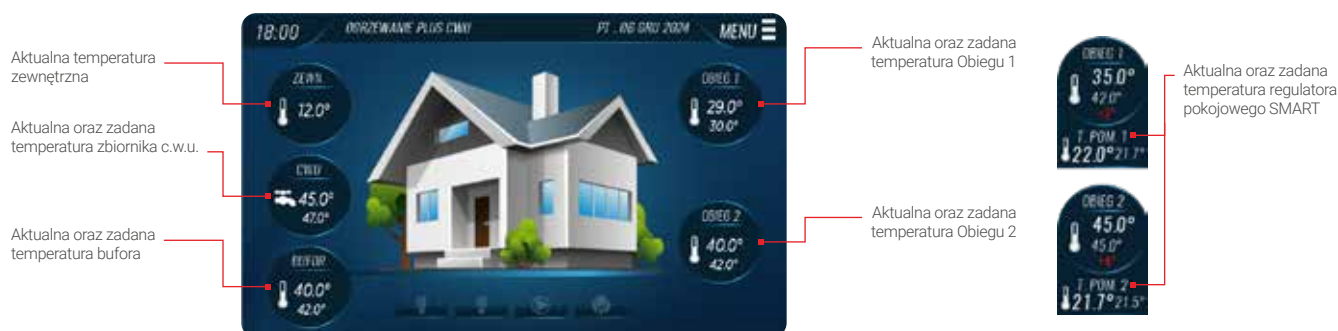 18:00 OGRZEWANIE PLUS CWU PT . 06 GRU 2024 MENU
Aktualna temperatura
zewnętrzna
Aktualna oraz zadana
temperatura zbiornika c.w.u.
Aktualna oraz zadana
temperatura bufora
ZEWN.
12.0°
CWU
45.0°
47.0°
BUFOR
40.0°
42.0°
OBIEG 1
29.0°
30.0°
OBIEG 2
40.0°
42.0°
Aktualna oraz zadana
temperatura Obiegu 1
Aktualna oraz zadana
temperatura Obiegu 2
OBIEG 1
35.0°
42.0°
T. POM. 1
22.0° 21.7°
OBIEG 2
45.0°
45.0°
T. POM. 2
21.7° 21.5°
Aktualna oraz zadana
temperatura regulatora
pokojowego SMART